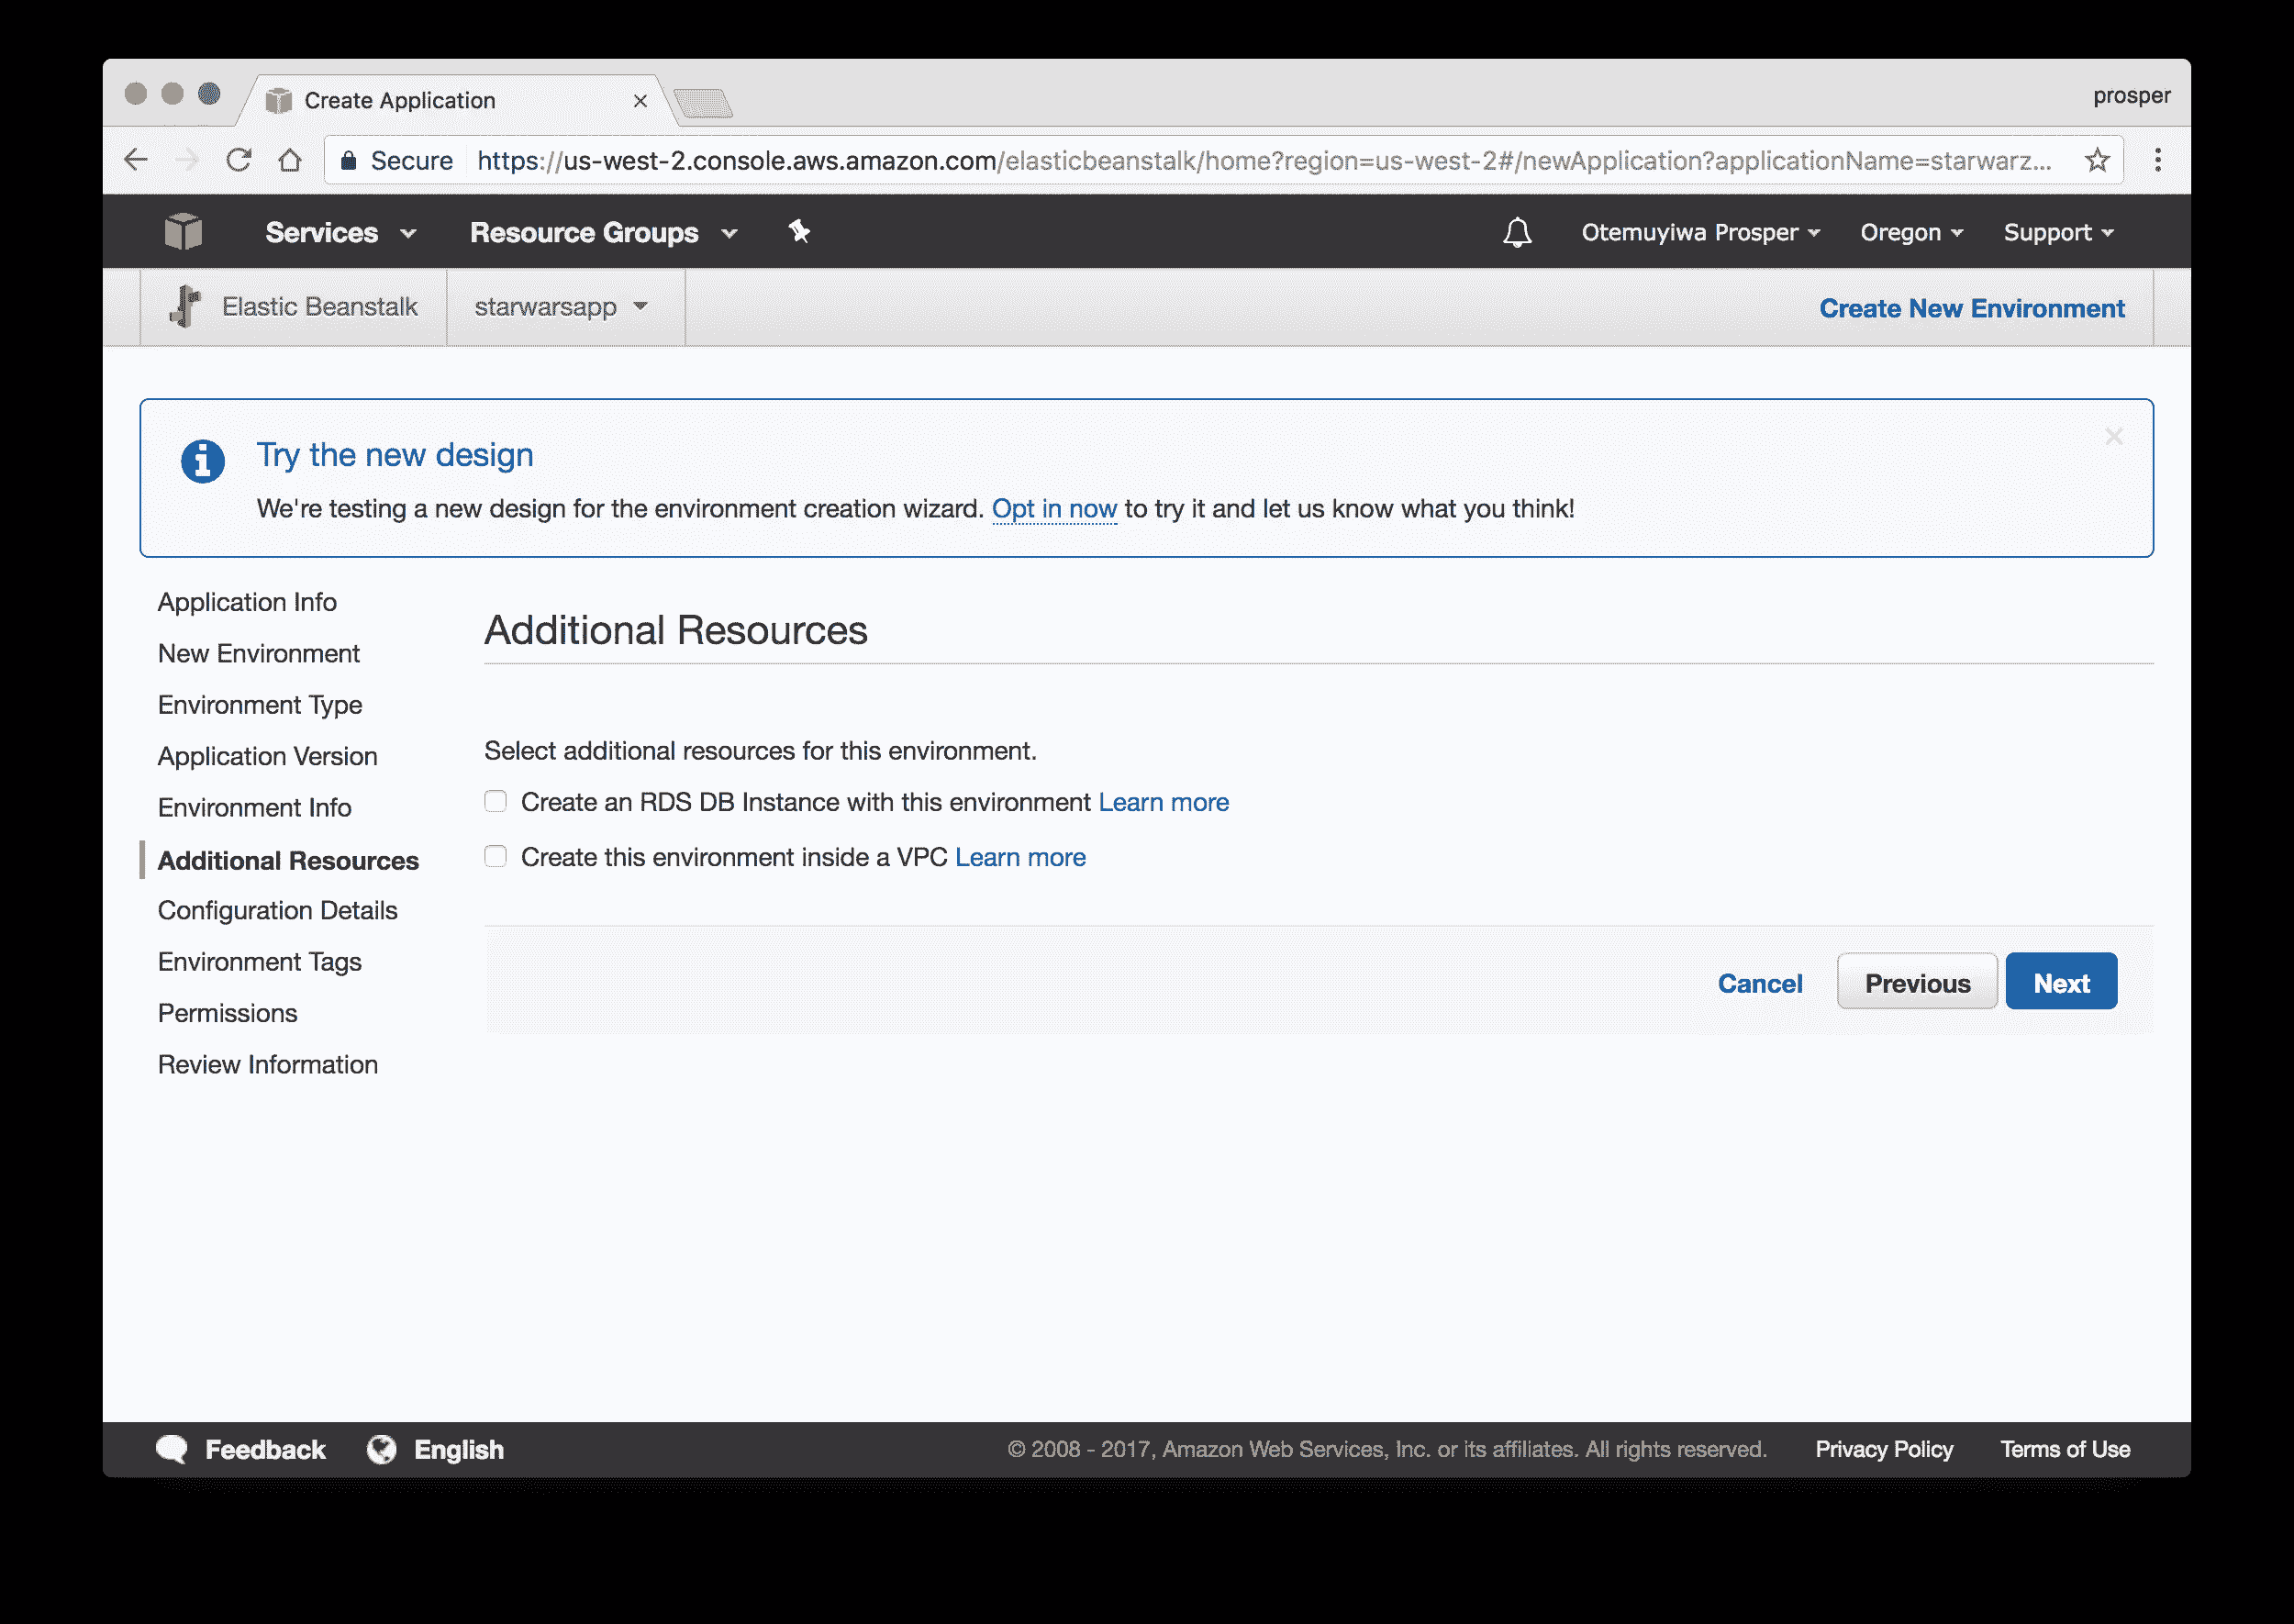 Create Application
prosper
Secure https://us-west-2.console.aws.amazon.com/elasticbeanstalk/home?region=us-west-2#/newApplication?applicationName=starwarz...
Services Resource Groups Otemuyiwa Prosper Oregon Support
Elastic Beanstalk starwarsapp Create New Environment
Try the new design
We're testing a new design for the environment creation wizard. Opt in now to try it and let us know what you think!
Application Info
New Environment
Environment Type
Application Version
Environment Info
Additional Resources
Configuration Details
Environment Tags
Permissions
Review Information
Additional Resources
Select additional resources for this environment.
Create an RDS DB Instance with this environment Learn more
Create this environment inside a VPC Learn more
Cancel Previous Next
Feedback English © 2008 - 2017, Amazon Web Services, Inc. or its affiliates. All rights reserved. Privacy Policy Terms of Use